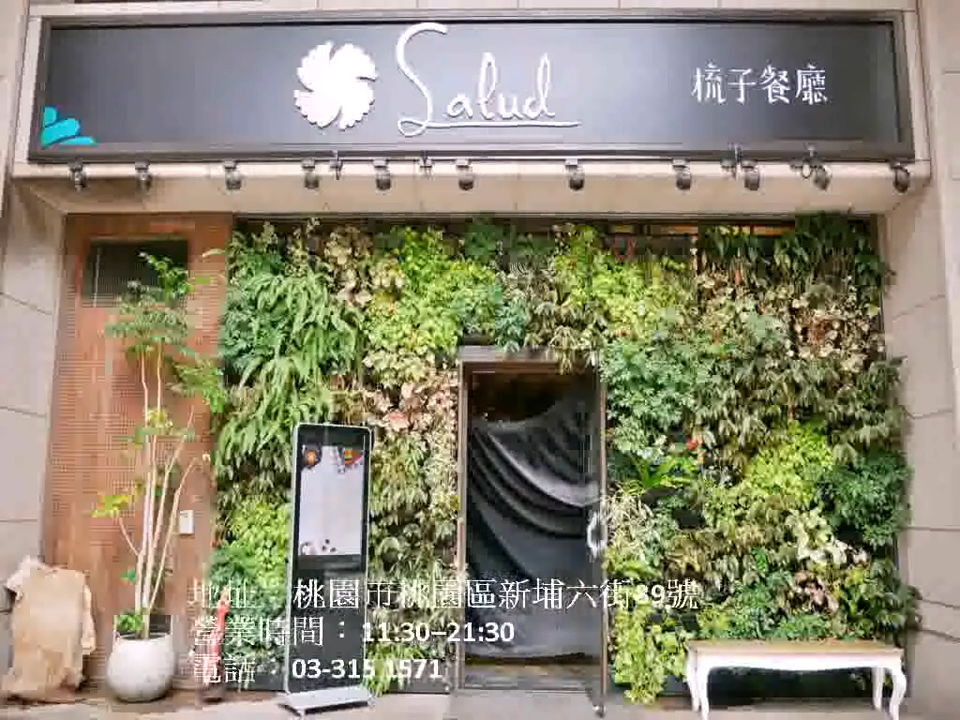 Salud
梳子餐廳
地址：桃園市桃園區新埔六街89號
營業時間：11:30–21:30
電話：03-315 1571